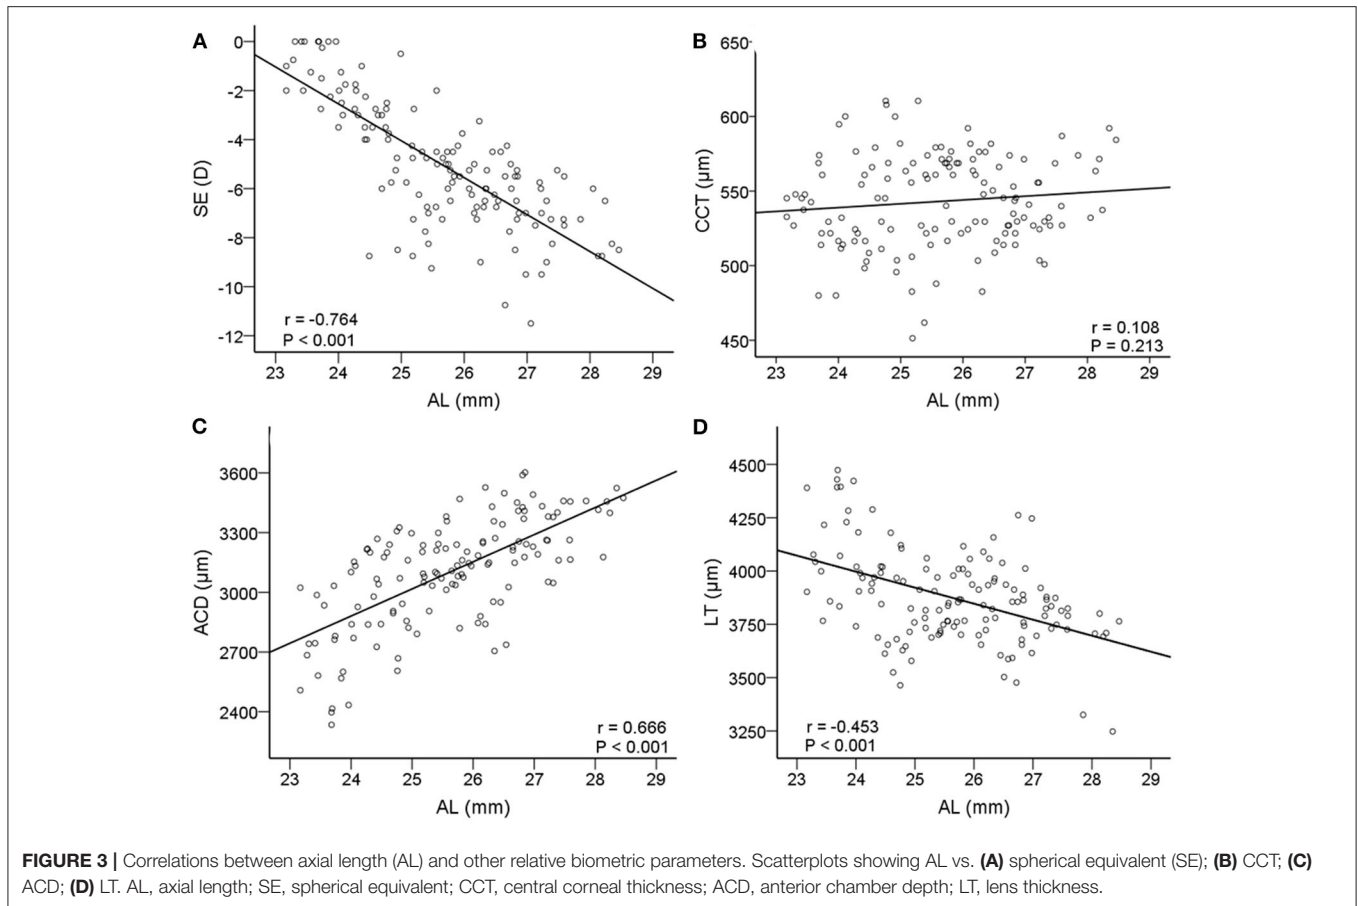 A
0
-2
-4
-6
-8
-10
-12
SE (D)
r = -0.764
P < 0.001
23 24 25 26 27 28 29
AL (mm)
B
650
600
550
500
450
CCT (μm)
r = 0.108
P = 0.213
23 24 25 26 27 28 29
AL (mm)
C
3600
3300
3000
2700
2400
ACD (μm)
r = 0.666
P < 0.001
23 24 25 26 27 28 29
AL (mm)
D
4500
4250
4000
3750
3500
3250
LT (μm)
r = -0.453
P < 0.001
23 24 25 26 27 28 29
AL (mm)
FIGURE 3 | Correlations between axial length (AL) and other relative biometric parameters. Scatterplots showing AL vs. (A) spherical equivalent (SE); (B) CCT; (C)
ACD; (D) LT. AL, axial length; SE, spherical equivalent; CCT, central corneal thickness; ACD, anterior chamber depth; LT, lens thickness.